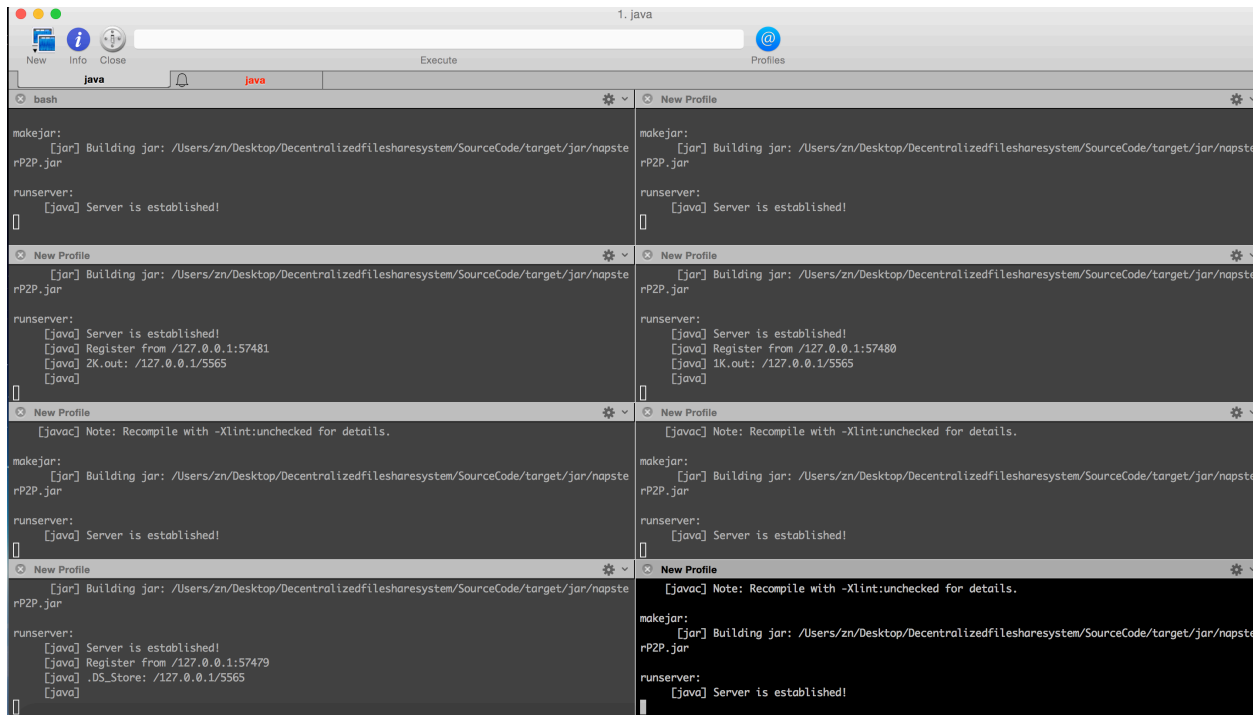 1. java
New Info Close Execute Profiles
java java
bash
makejar:
[jar] Building jar: /Users/zn/Desktop/Decentralizedfilesharesystem/SourceCode/target/jar/napste
rP2P.jar
runserver:
[java] Server is established!
New Profile
makejar:
[jar] Building jar: /Users/zn/Desktop/Decentralizedfilesharesystem/SourceCode/target/jar/napste
rP2P.jar
runserver:
[java] Server is established!
New Profile
[jar] Building jar: /Users/zn/Desktop/Decentralizedfilesharesystem/SourceCode/target/jar/napste
rP2P.jar
runserver:
[java] Server is established!
[java] Register from /127.0.0.1:57481
[java] 2K.out: /127.0.0.1/5565
[java]
New Profile
[jar] Building jar: /Users/zn/Desktop/Decentralizedfilesharesystem/SourceCode/target/jar/napste
rP2P.jar
runserver:
[java] Server is established!
[java] Register from /127.0.0.1:57480
[java] 1K.out: /127.0.0.1/5565
[java]
New Profile
[javac] Note: Recompile with -Xlint:unchecked for details.
makejar:
[jar] Building jar: /Users/zn/Desktop/Decentralizedfilesharesystem/SourceCode/target/jar/napste
rP2P.jar
runserver:
[java] Server is established!
New Profile
[javac] Note: Recompile with -Xlint:unchecked for details.
makejar:
[jar] Building jar: /Users/zn/Desktop/Decentralizedfilesharesystem/SourceCode/target/jar/napste
rP2P.jar
runserver:
[java] Server is established!
New Profile
[jar] Building jar: /Users/zn/Desktop/Decentralizedfilesharesystem/SourceCode/target/jar/napste
rP2P.jar
runserver:
[java] Server is established!
[java] Register from /127.0.0.1:57479
[java] .DS_Store: /127.0.0.1/5565
[java]
New Profile
[javac] Note: Recompile with -Xlint:unchecked for details.
makejar:
[jar] Building jar: /Users/zn/Desktop/Decentralizedfilesharesystem/SourceCode/target/jar/napste
rP2P.jar
runserver:
[java] Server is established!